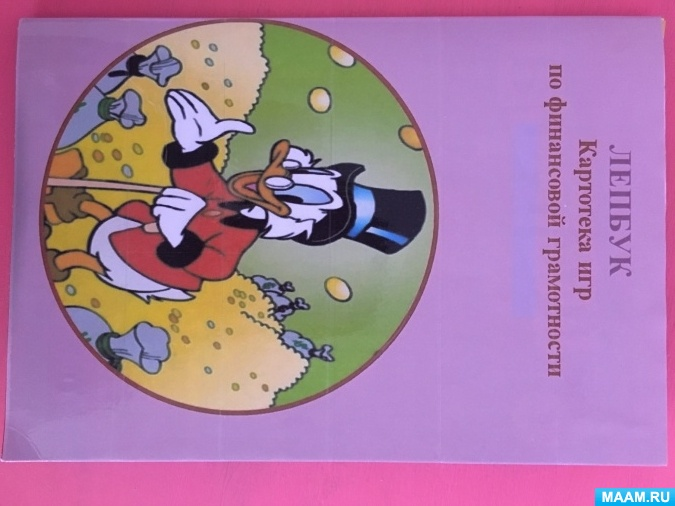 ЛЕПБУК
Картотека игр
по финансовой грамотности
MAAM.RU